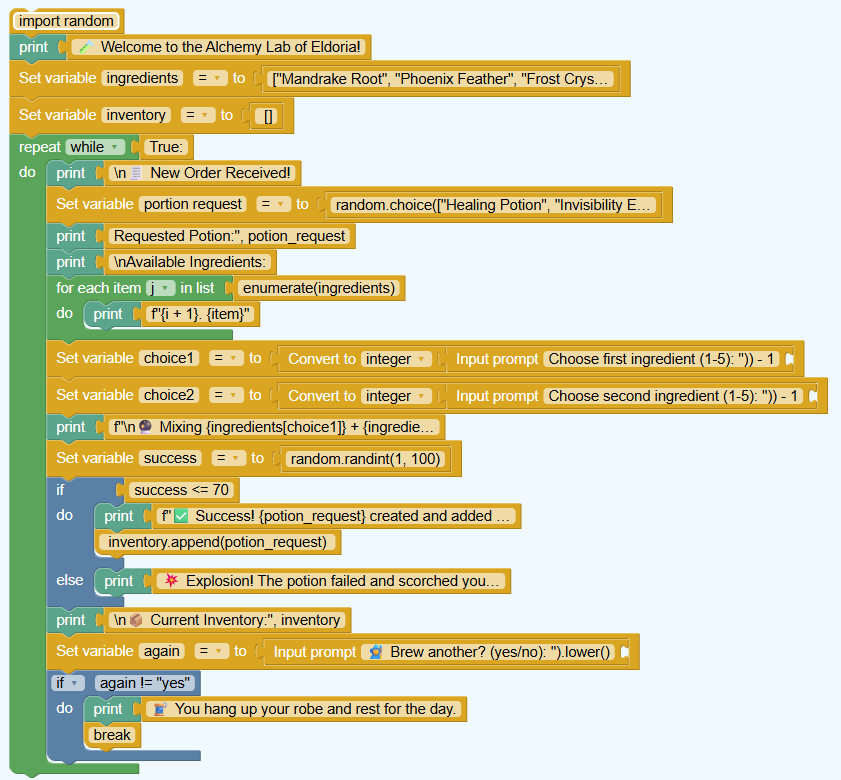 import random
print 🧪 Welcome to the Alchemy Lab of Eldoria!
Set variable ingredients = to ["Mandrake Root", "Phoenix Feather", "Frost Crys...
Set variable inventory = to []
repeat while True:
do print \n 🧾 New Order Received!
Set variable portion request = to random.choice(["Healing Potion", "Invisibility E...
print Requested Potion:", potion_request
print \nAvailable Ingredients:
for each item j in list enumerate(ingredients)
do print f"{i + 1}. {item}"
Set variable choice1 = to Convert to integer Input prompt Choose first ingredient (1-5): ")) - 1
Set variable choice2 = to Convert to integer Input prompt Choose second ingredient (1-5): ")) - 1
print f"\n 🔮 Mixing {ingredients[choice1]} + {ingredie...
Set variable success = to random.randint(1, 100)
if success <= 70
do print f" ✅ Success! {potion_request} created and added ...
inventory.append(potion_request)
else print 💥 Explosion! The potion failed and scorched you...
print \n 📦 Current Inventory:", inventory
Set variable again = to Input prompt 🧙 Brew another? (yes/no): ").lower()
if again != "yes"
do print You hang up your robe and rest for the day.
break